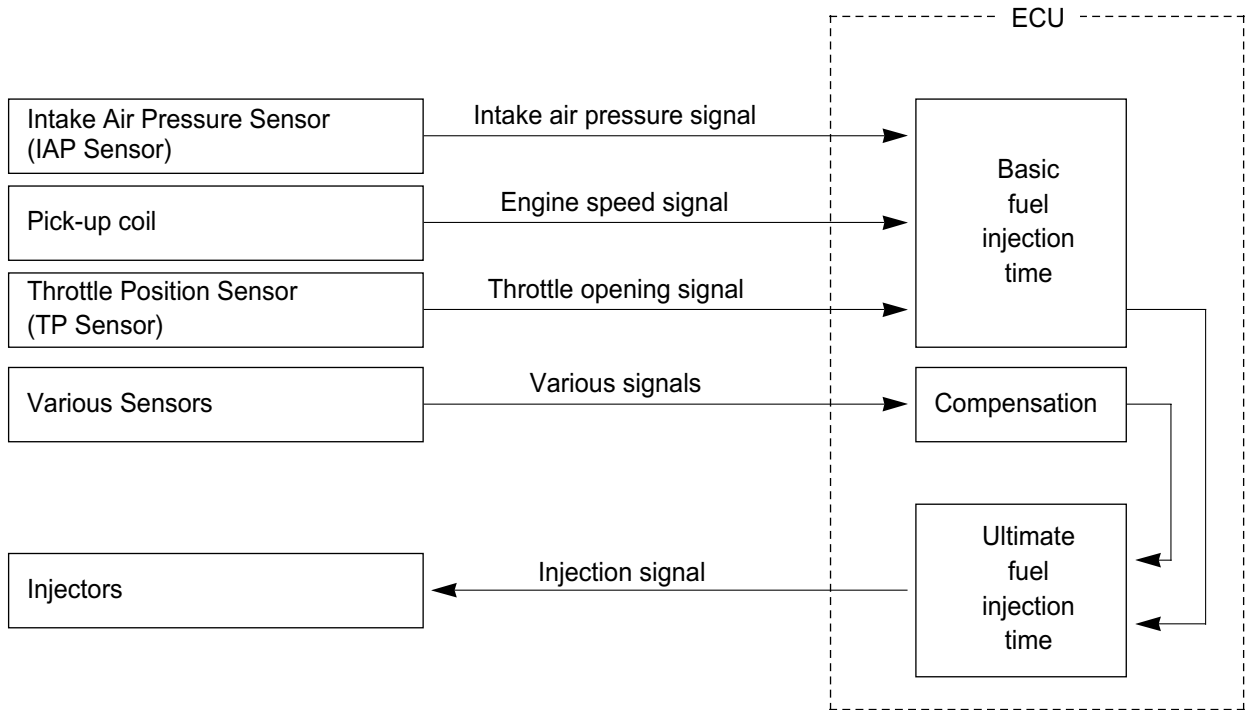 ECU
Intake Air Pressure Sensor
(IAP Sensor)
Intake air pressure signal
Basic
fuel
injection
time
Pick-up coil
Engine speed signal
Throttle Position Sensor
(TP Sensor)
Throttle opening signal
Various Sensors
Various signals
Compensation
Injectors
Injection signal
Ultimate
fuel
injection
time